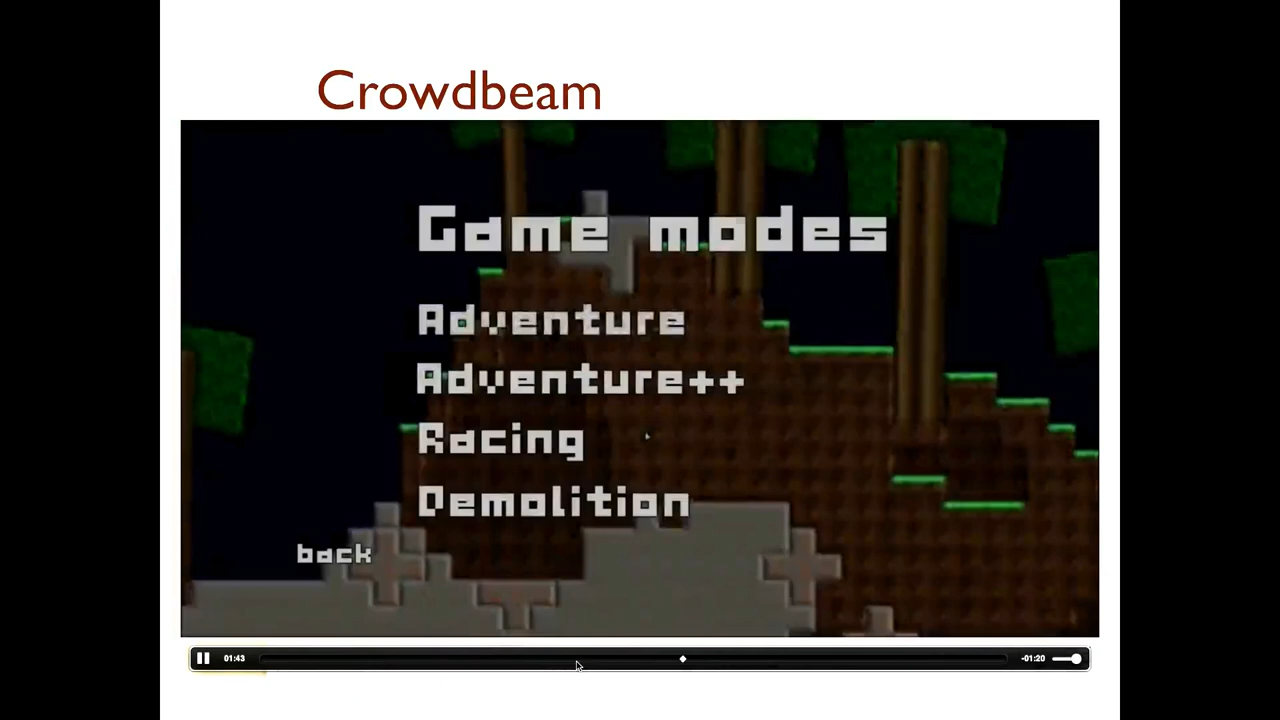 Crowdbeam
Game modes
Adventure
Adventure++
Racing
Demolition
back
01:43
-01:20